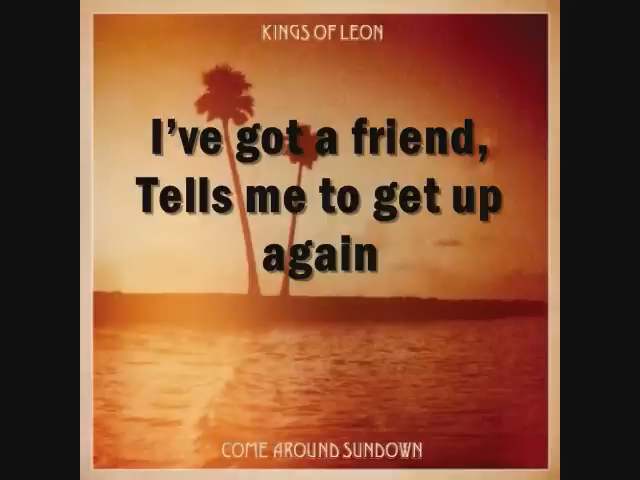 KINGS OF LEON
I've got a friend,
Tells me to get up
again
COME AROUND SUNDOWN